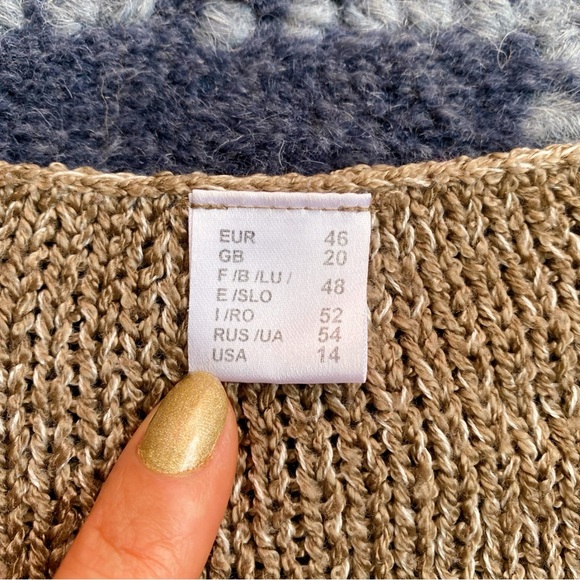 EUR 46
GB 20
F /B /LU /
E /SLO 48
I /RO 52
RUS /UA 54
USA 14